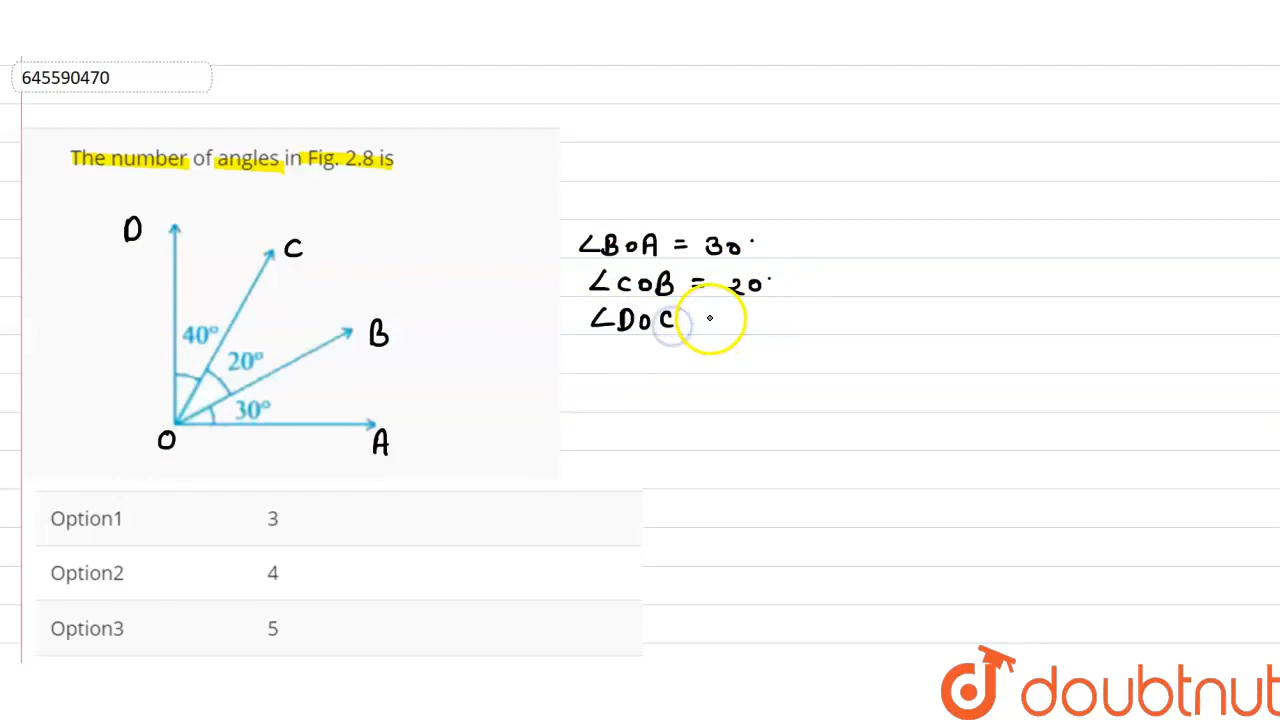 645590470
The number of angles in Fig. 2.8 is
D
C
∠BOA = 30°
∠COB = 20°
∠DOC
40°
B
20°
30°
O
A
Option1 3
Option2 4
Option3 5
doubtnut